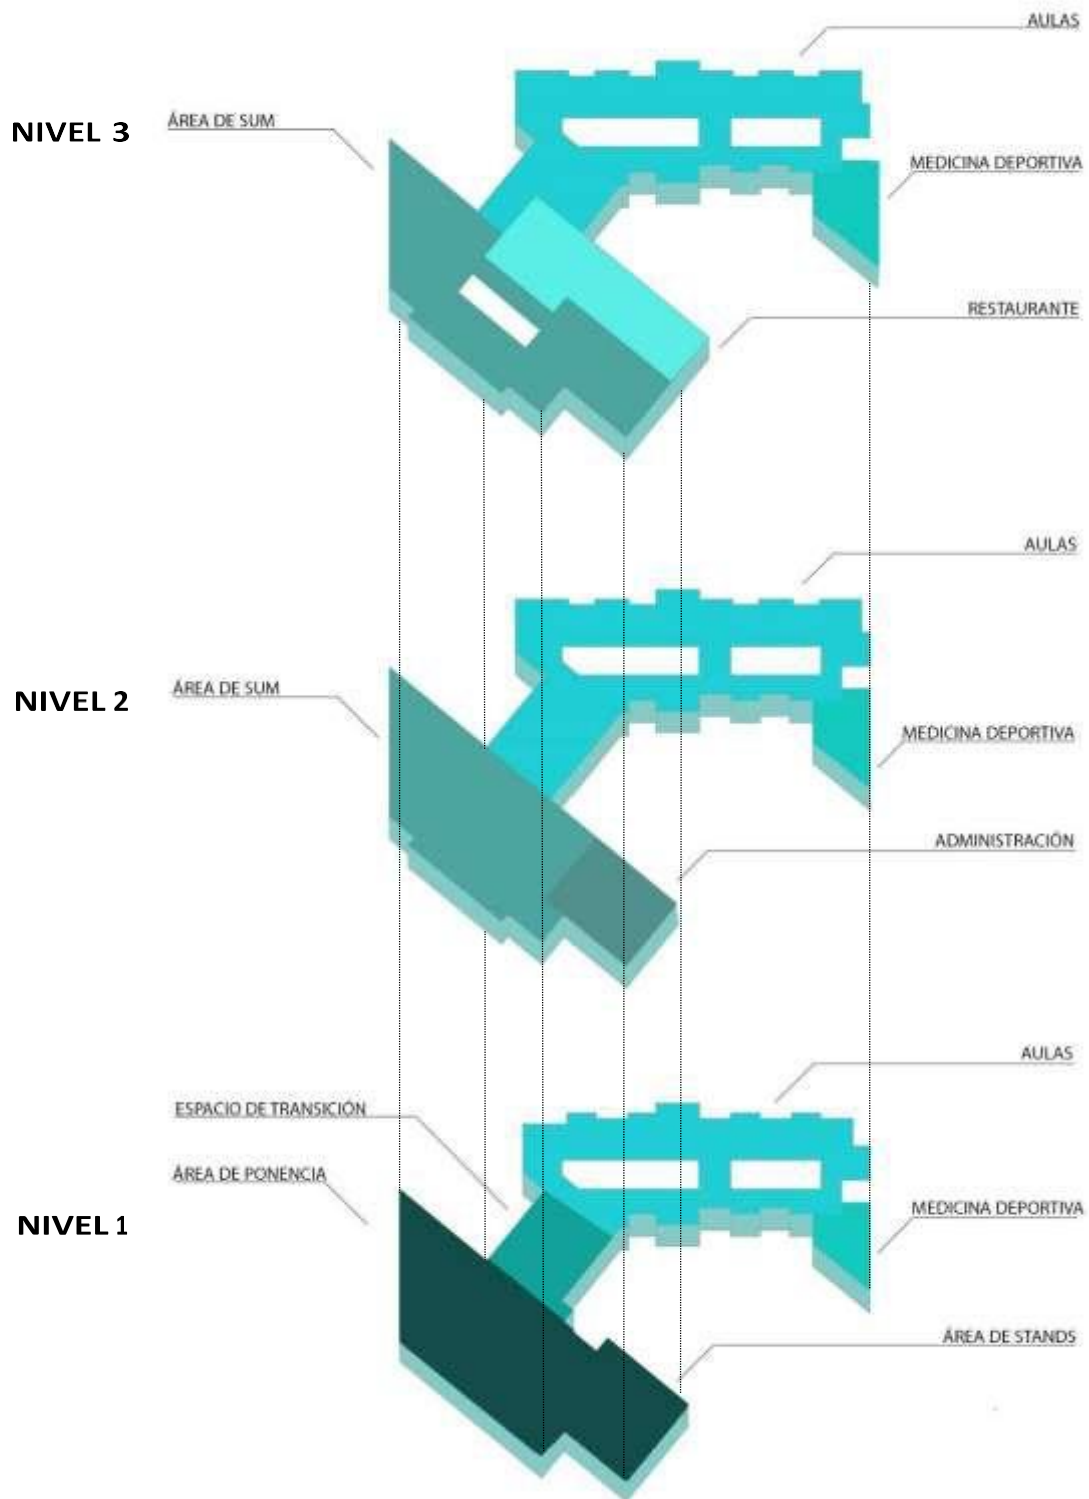 AULAS
NIVEL 3
ÁREA DE SUM
MEDICINA DEPORTIVA
RESTAURANTE
AULAS
NIVEL 2
ÁREA DE SUM
MEDICINA DEPORTIVA
ADMINISTRACIÓN
AULAS
ESPACIO DE TRANSICIÓN
ÁREA DE PONENCIA
NIVEL 1
MEDICINA DEPORTIVA
ÁREA DE STANDS